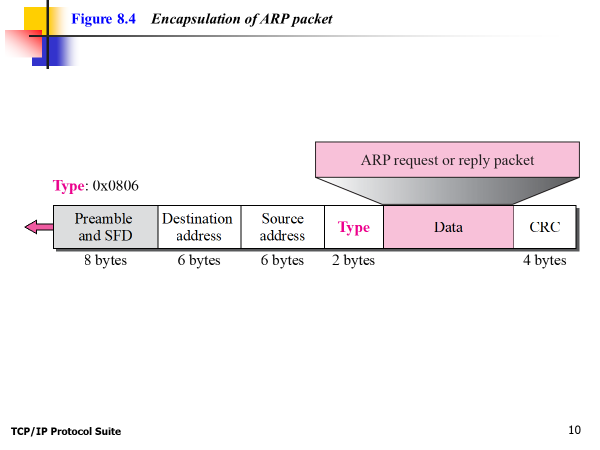 Figure 8.4 Encapsulation of ARP packet
ARP request or reply packet
Type: 0x0806
Preamble
and SFD
Destination
address
Source
address
Type
Data
CRC
8 bytes
6 bytes
6 bytes
2 bytes
4 bytes
TCP/IP Protocol Suite
10